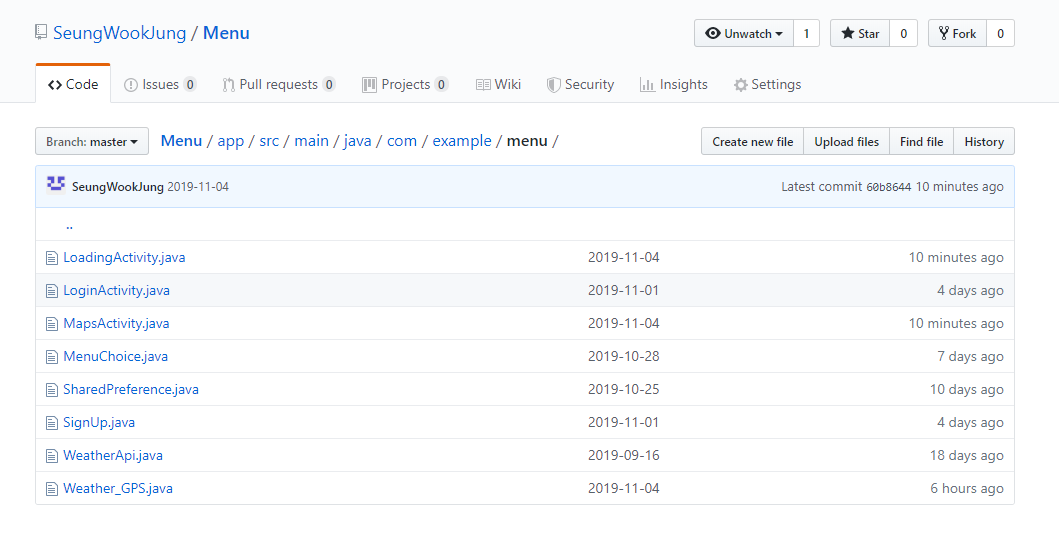 SeungWookJung / Menu
Unwatch 1 Star 0 Fork 0
Code Issues 0 Pull requests 0 Projects 0 Wiki Security Insights Settings
Branch: master Menu / app / src / main / java / com / example / menu / Create new file Upload files Find file History
SeungWookJung 2019-11-04 Latest commit 60b8644 10 minutes ago
..
LoadingActivity.java 2019-11-04 10 minutes ago
LoginActivity.java 2019-11-01 4 days ago
MapsActivity.java 2019-11-04 10 minutes ago
MenuChoice.java 2019-10-28 7 days ago
SharedPreference.java 2019-10-25 10 days ago
SignUp.java 2019-11-01 4 days ago
WeatherApi.java 2019-09-16 18 days ago
Weather_GPS.java 2019-11-04 6 hours ago